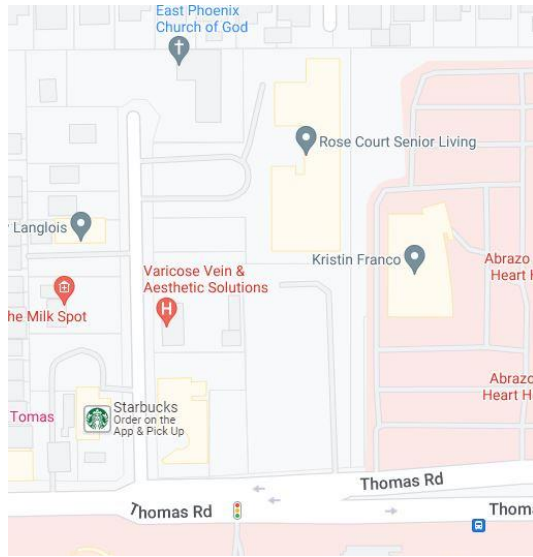 East Phoenix
Church of God
Rose Court Senior Living
Langlois
Kristin Franco
Abrazo
Heart H
Varicose Vein &
Aesthetic Solutions
H
he Milk Spot
Abrazo
Heart H
Tomas
Starbucks
Order on the
App & Pick Up
Thomas Rd
Thomas Rd
Thoma